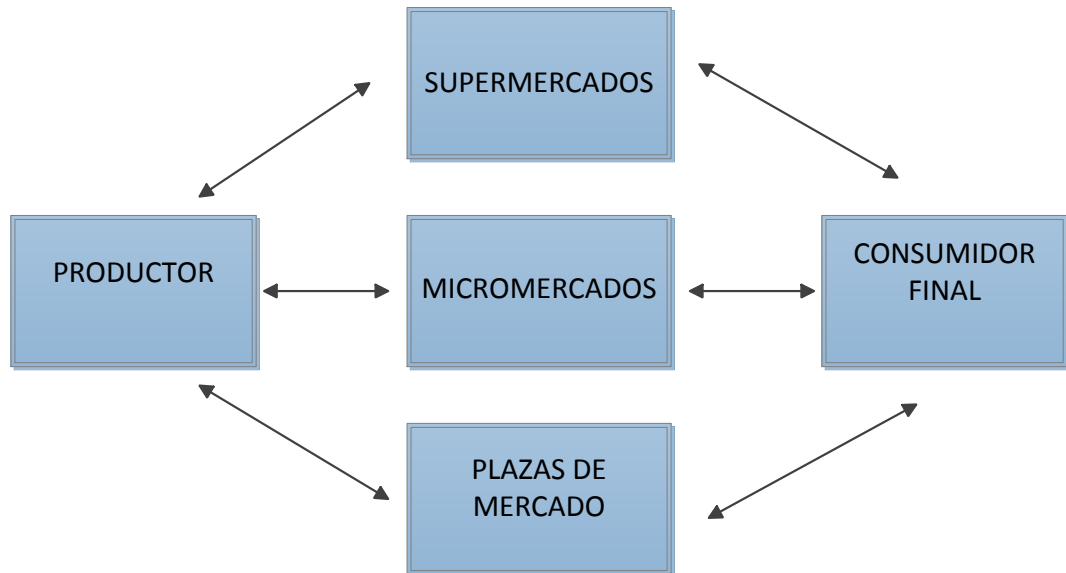 SUPERMERCADOS
PRODUCTOR
MICROMERCADOS
CONSUMIDOR
FINAL
PLAZAS DE
MERCADO